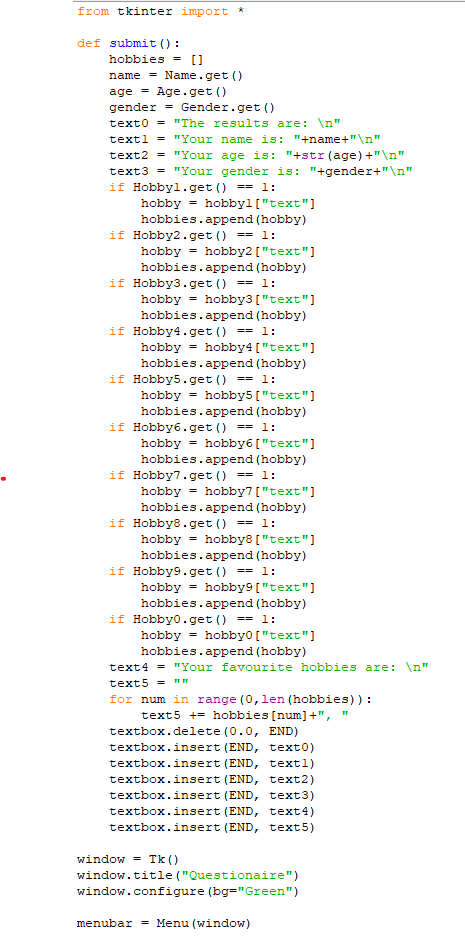 from tkinter import *
def submit():
hobbies = []
name = Name.get()
age = Age.get()
gender = Gender.get()
text0 = "The results are: \n"
text1 = "Your name is: "+name+"\n"
text2 = "Your age is: "+str(age)+"\n"
text3 = "Your gender is: "+gender+"\n"
if Hobby1.get() == 1:
hobby = hobby1["text"]
hobbies.append(hobby)
if Hobby2.get() == 1:
hobby = hobby2["text"]
hobbies.append(hobby)
if Hobby3.get() == 1:
hobby = hobby3["text"]
hobbies.append(hobby)
if Hobby4.get() == 1:
hobby = hobby4["text"]
hobbies.append(hobby)
if Hobby5.get() == 1:
hobby = hobby5["text"]
hobbies.append(hobby)
if Hobby6.get() == 1:
hobby = hobby6["text"]
hobbies.append(hobby)
if Hobby7.get() == 1:
hobby = hobby7["text"]
hobbies.append(hobby)
if Hobby8.get() == 1:
hobby = hobby8["text"]
hobbies.append(hobby)
if Hobby9.get() == 1:
hobby = hobby9["text"]
hobbies.append(hobby)
if Hobby0.get() == 1:
hobby = hobby0["text"]
hobbies.append(hobby)
text4 = "Your favourite hobbies are: \n"
text5 = ""
for num in range(0,len(hobbies)):
text5 += hobbies[num]+", "
textbox.delete(0.0, END)
textbox.insert(END, text0)
textbox.insert(END, text1)
textbox.insert(END, text2)
textbox.insert(END, text3)
textbox.insert(END, text4)
textbox.insert(END, text5)
window = Tk()
window.title("Questionaire")
window.configure(bg="Green")
menubar = Menu(window)